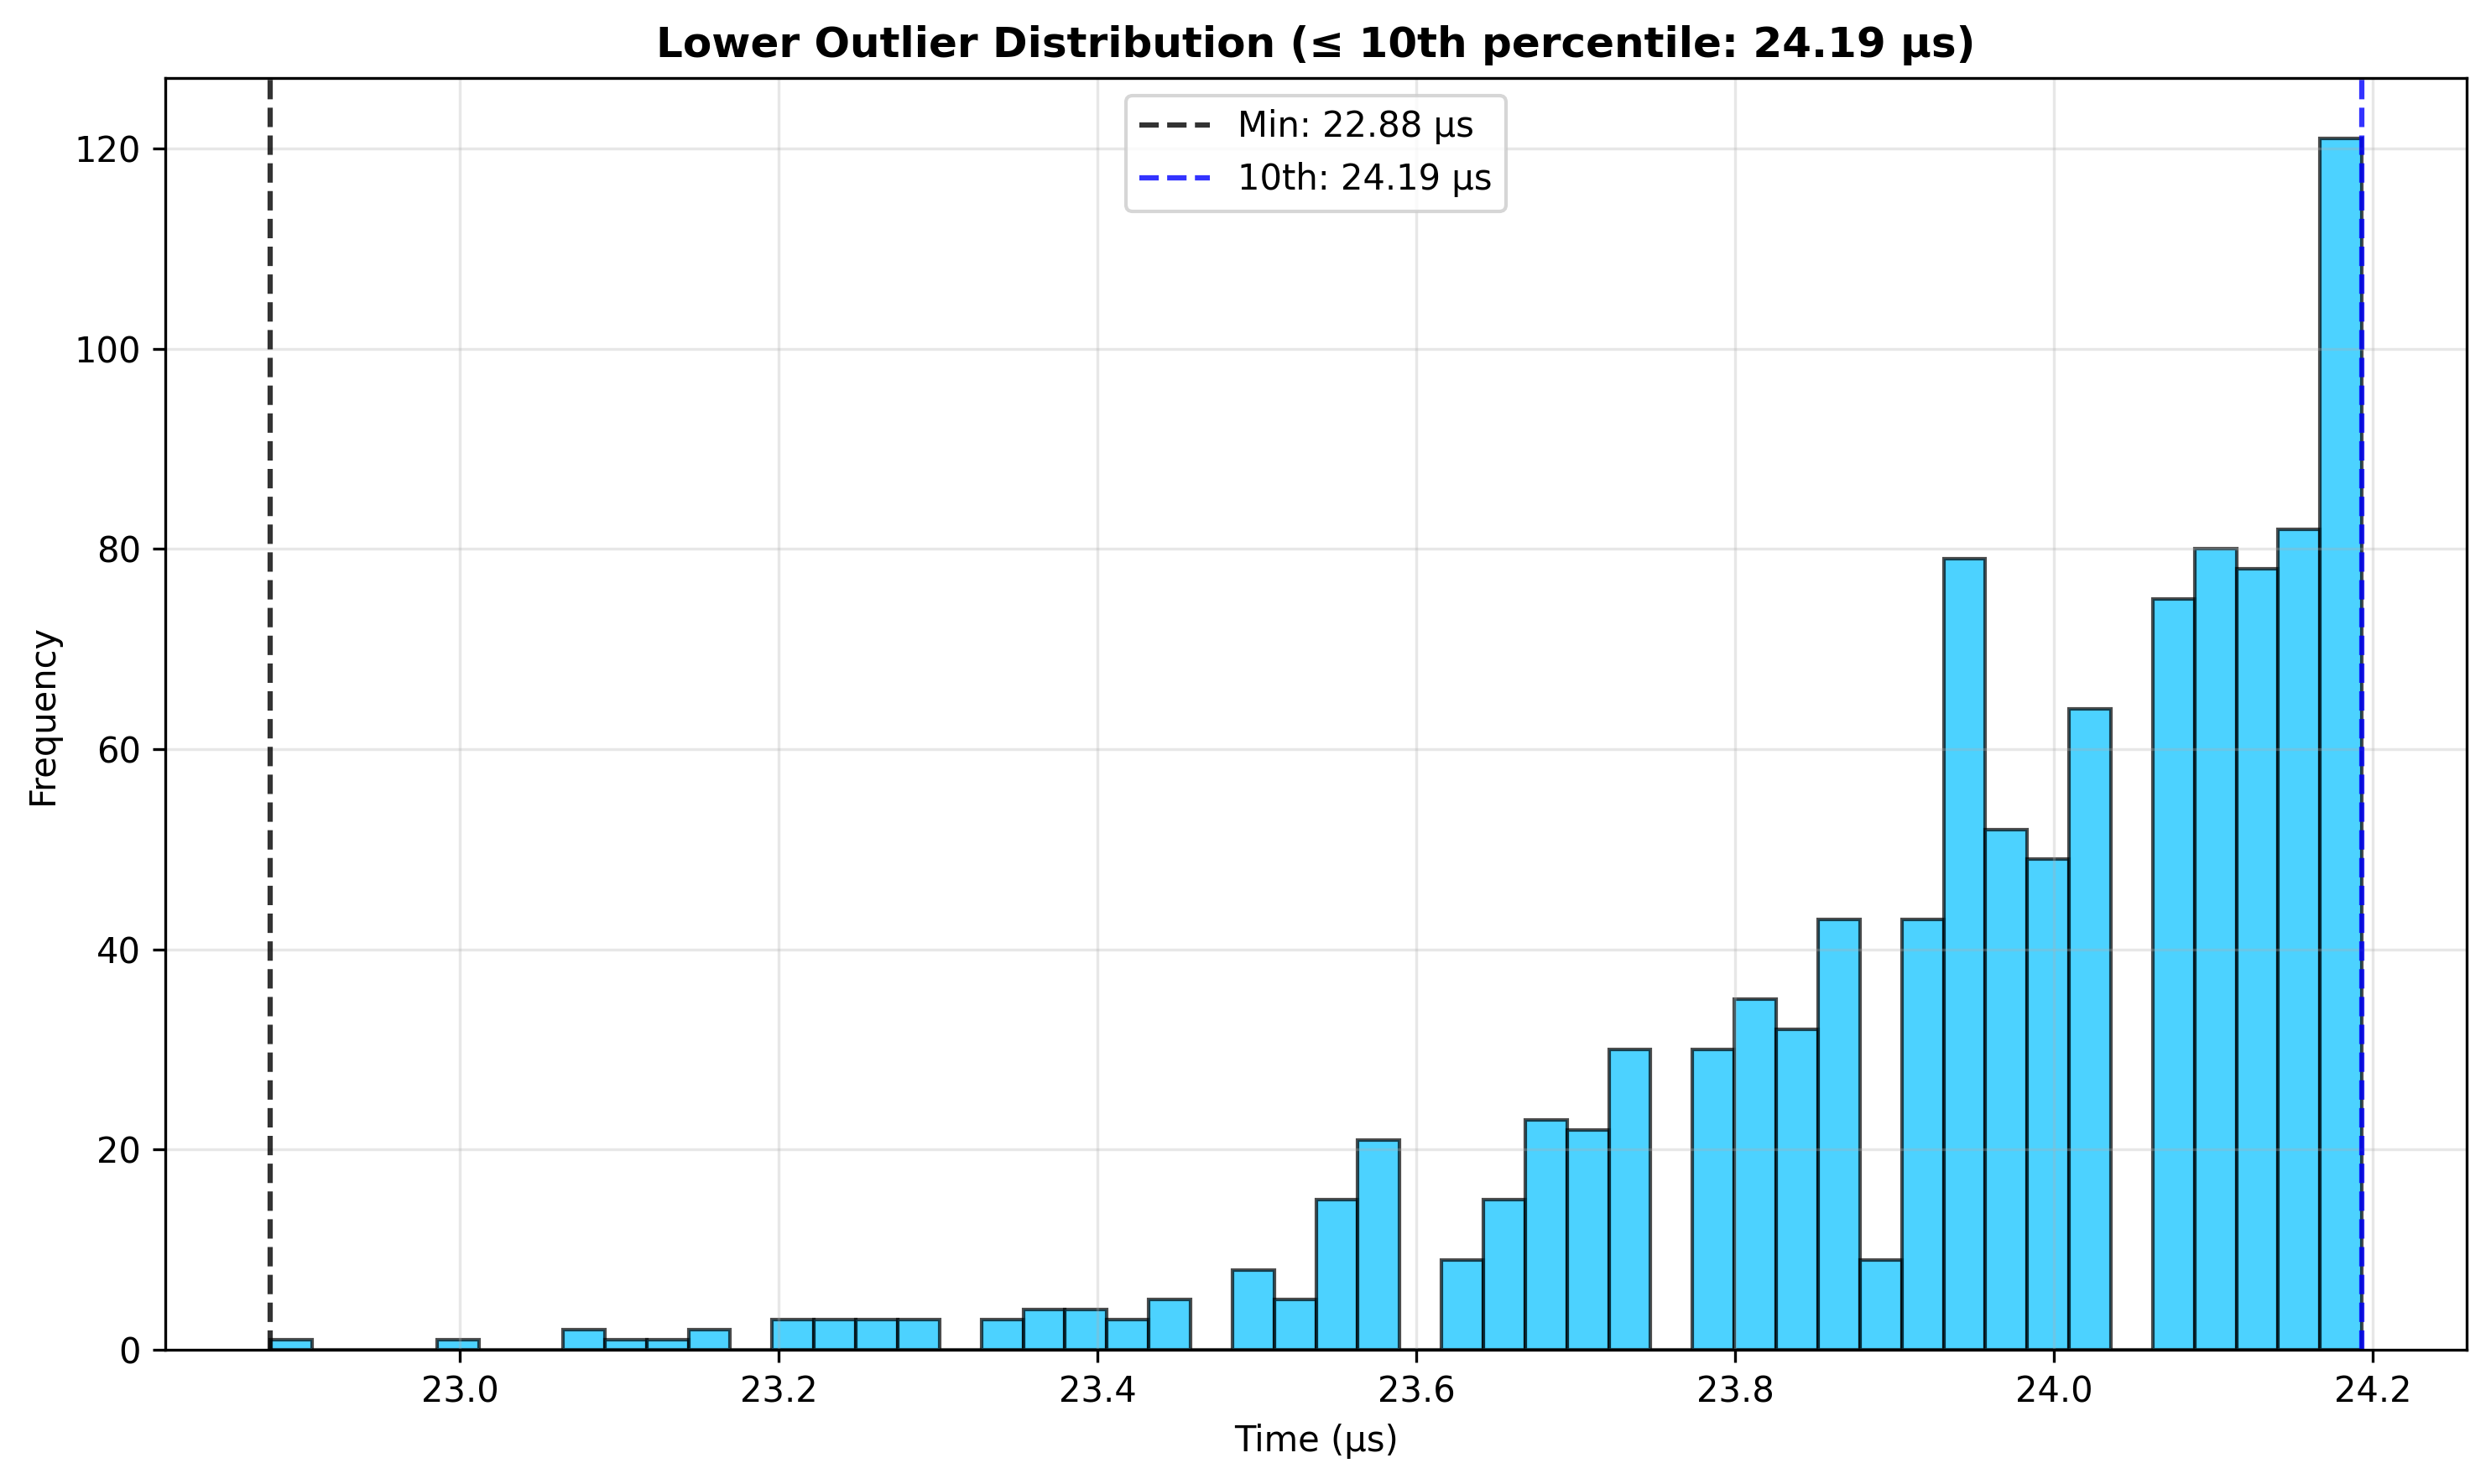 Lower Outlier Distribution (≤ 10th percentile: 24.19 µs)
Min: 22.88 µs
10th: 24.19 µs
120
100
80
60
40
20
0
Frequency
23.0 23.2 23.4 23.6 23.8 24.0 24.2
Time (µs)